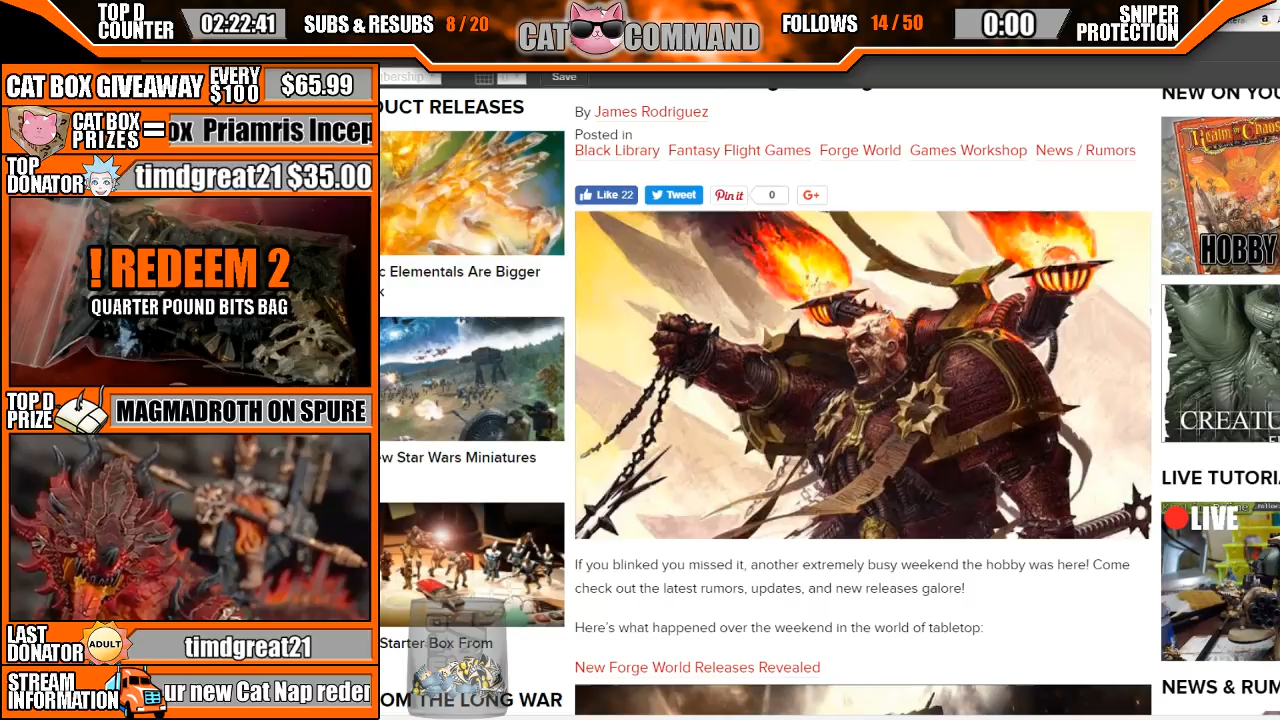 TOP D
COUNTER
02:22:41
SUBS & RESUBS 8 / 20
CAT COMMAND
FOLLOWS 14 / 50
0:00
SNIPER
PROTECTION
CAT BOX GIVEAWAY
EVERY
$100
$65.99
CAT BOX
PRIZES
=
ox Priamris Incep
TOP
DONATOR
timdgreat21 $35.00
! REDEEM 2
QUARTER POUND BITS BAG
TOP D
PRIZE
MAGMADROTH ON SPURE
LAST
DONATOR
ADULT
timdgreat21
STREAM
INFORMATION
ur new Cat Nap reder
mbership
Save
DUCT RELEASES
c Elementals Are Bigger
k
ew Star Wars Miniatures
Starter Box From
OM THE LONG WAR
By James Rodriguez
Posted in
Black Library Fantasy Flight Games Forge World Games Workshop News / Rumors
Like 22
Tweet
Pin it
0
G+
If you blinked you missed it, another extremely busy weekend the hobby was here! Come
check out the latest rumors, updates, and new releases galore!
Here's what happened over the weekend in the world of tabletop:
New Forge World Releases Revealed
NEW ON YOU
Realm of Chaos
HOBBY
CREATU
LIVE TUTORIA
LIVE
NEWS & RUM